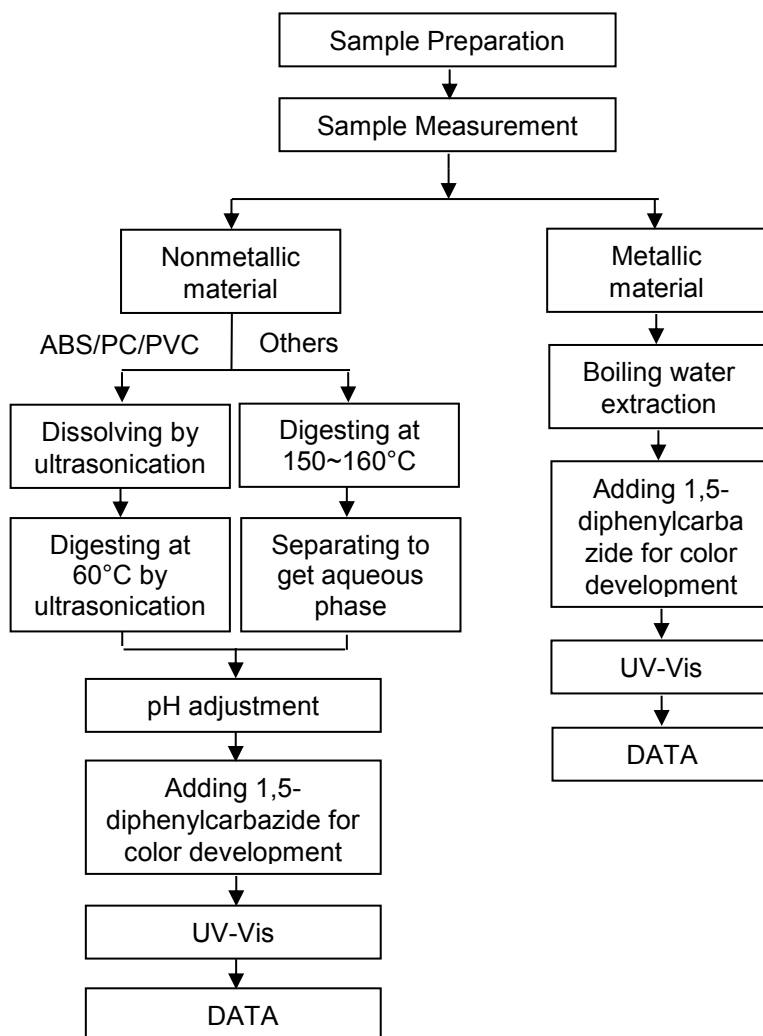 Sample Preparation
Sample Measurement
Nonmetallic
material
Metallic
material
ABS/PC/PVC
Others
Boiling water
extraction
Dissolving by
ultrasonication
Digesting at
150~160°C
Adding 1,5-
diphenylcarba
zide for color
development
Digesting at
60°C by
ultrasonication
Separating to
get aqueous
phase
UV-Vis
pH adjustment
DATA
Adding 1,5-
diphenylcarbazide for
color development
UV-Vis
DATA